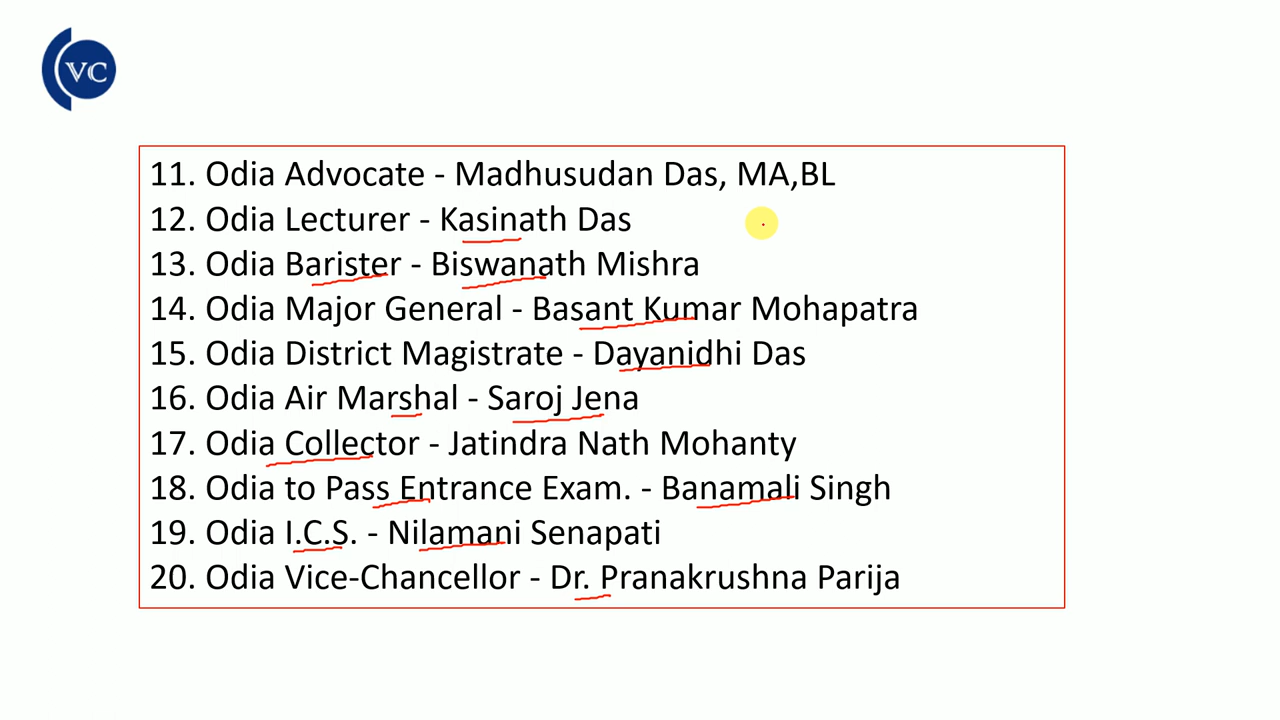 VC
11. Odia Advocate - Madhusudan Das, MA,BL
12. Odia Lecturer - Kasinath Das
13. Odia Barister - Biswanath Mishra
14. Odia Major General - Basant Kumar Mohapatra
15. Odia District Magistrate - Dayanidhi Das
16. Odia Air Marshal - Saroj Jena
17. Odia Collector - Jatindra Nath Mohanty
18. Odia to Pass Entrance Exam. - Banamali Singh
19. Odia I.C.S. - Nilamani Senapati
20. Odia Vice-Chancellor - Dr. Pranakrushna Parija